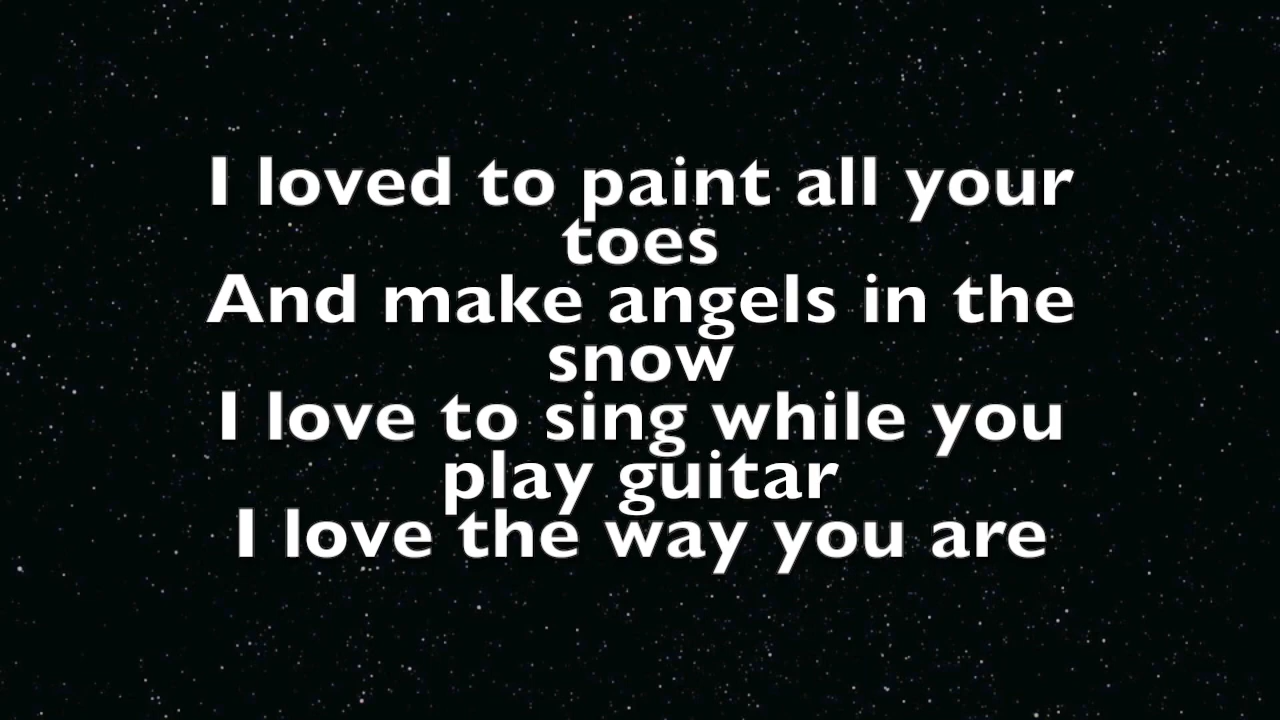 I loved to paint all your
toes
And make angels in the
snow
I love to sing while you
play guitar
I love the way you are